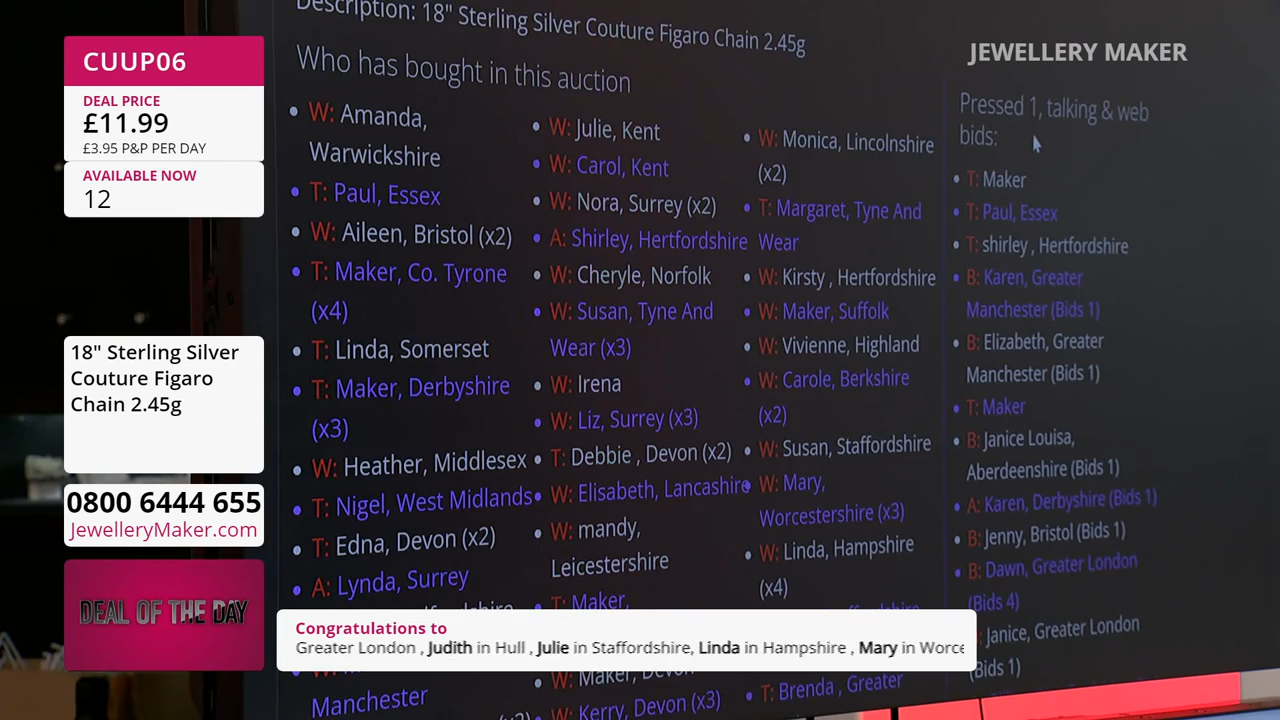 CUUP06
DEAL PRICE
£11.99
£3.95 P&P PER DAY
AVAILABLE NOW
12
18" Sterling Silver
Couture Figaro
Chain 2.45g
0800 6444 655
JewelleryMaker.com
DEAL OF THE DAY
JEWELLERY MAKER
Description: 18" Sterling Silver Couture Figaro Chain 2.45g
Who has bought in this auction
W: Amanda,
Warwickshire
T: Paul, Essex
W: Aileen, Bristol (x2)
T: Maker, Co. Tyrone
(x4)
T: Linda, Somerset
T: Maker, Derbyshire
(x3)
W: Heather, Middlesex
T: Nigel, West Midlands
T: Edna, Devon (x2)
A: Lynda, Surrey
Manchester
W: Julie, Kent
W: Carol, Kent
W: Nora, Surrey (x2)
A: Shirley, Hertfordshire
W: Cheryle, Norfolk
W: Susan, Tyne And
Wear (x3)
W: Irena
W: Liz, Surrey (x3)
T: Debbie , Devon (x2)
W: Elisabeth, Lancashire
W: mandy,
Leicestershire
T: Maker,
W: Maker, Devon
W: Kerry, Devon (x3)
W: Monica, Lincolnshire
(x2)
T: Margaret, Tyne And
Wear
W: Kirsty , Hertfordshire
W: Maker, Suffolk
W: Vivienne, Highland
W: Carole, Berkshire
(x2)
W: Susan, Staffordshire
W: Mary,
Worcestershire (x3)
W: Linda, Hampshire
(x4)
T: Brenda , Greater
Pressed 1, talking & web
bids:
T: Maker
T: Paul, Essex
T: shirley , Hertfordshire
B: Karen, Greater
Manchester (Bids 1)
B: Elizabeth, Greater
Manchester (Bids 1)
T: Maker
B: Janice Louisa,
Aberdeenshire (Bids 1)
A: Karen, Derbyshire (Bids 1)
B: Jenny, Bristol (Bids 1)
B: Dawn, Greater London
(Bids 4)
Janice, Greater London
(Bids 1)
Congratulations to
Greater London , Judith in Hull , Julie in Staffordshire, Linda in Hampshire , Mary in Worce